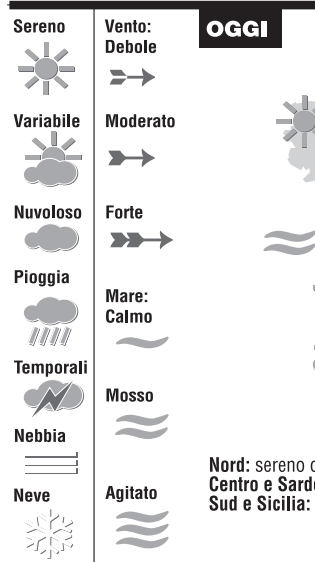 Sereno
Variabile
Nuvoloso
Pioggia
Temporali
Nebbia
Neve
Vento:
Debole
Moderato
Forte
Mare:
Calmo
Mosso
Agitato
OGGI
Nord: sereno
Centro e
Sud e Sicilia: